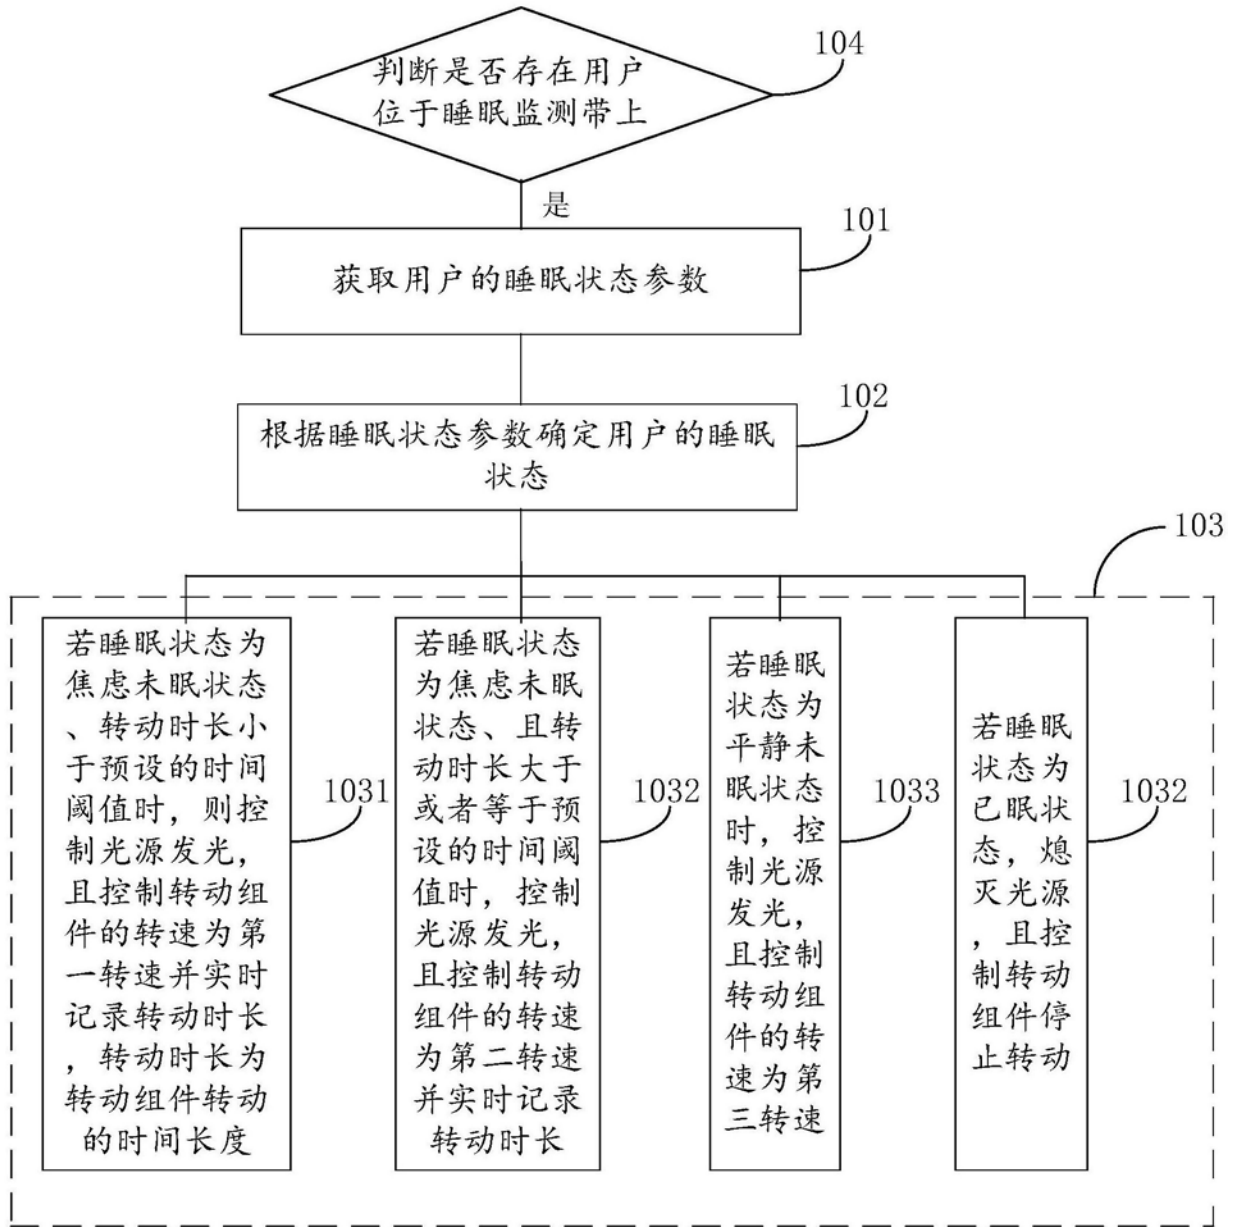 判断是否存在用户
位于睡眠监测带上
104
是
101
获取用户的睡眠状态参数
102
根据睡眠状态参数确定用户的睡眠
状态
103
若睡眠状态为
焦虑未眠状态
、转动时长小
于预设的时间
阈值时，则控
制光源发光，
且控制转动组
件的转速为第
一转速并实时
记录转动时长
，转动时长为
转动组件转动
的时间长度
1031
若睡眠状态
为焦虑未眠
状态、且转
动时长大于
或者等于预
设的时间阈
值时，控制
光源发光，
且控制转动
组件的转速
为第二转速
并实时记录
转动时长
1032
若睡眠
状态为
平静未
眠状态
时，控
制光源
发光，
且控制
转动组
件的转
速为第
三转速
1033
若睡眠
状态为
已眠状
态，熄
灭光源
，且控
制转动
组件停
止转动
1032